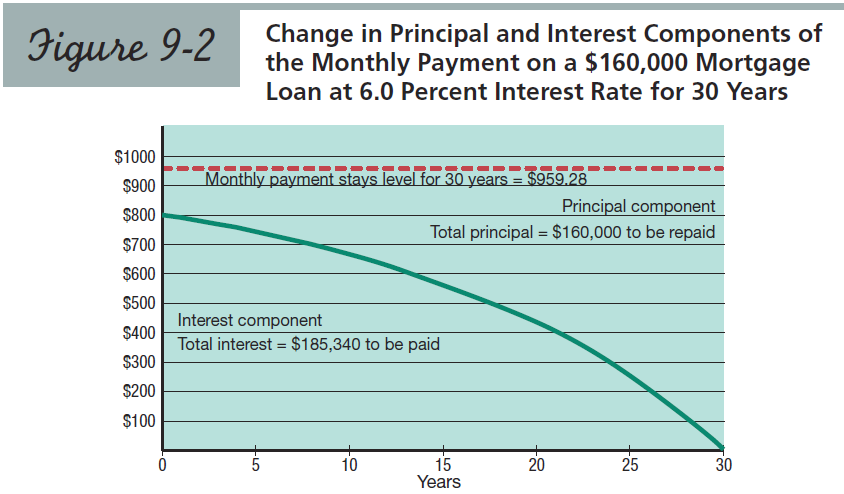 Figure 9-2
Change in Principal and Interest Components of
the Monthly Payment on a $160,000 Mortgage
Loan at 6.0 Percent Interest Rate for 30 Years
$1000
Monthly payment stays level for 30 years = $959.28
$900
Principal component
$800
Total principal = $160,000 to be repaid
$700
$600
$500
Interest component
$400
Total interest = $185,340 to be paid
$300
$200
$100
0 5 10 15 20 25 30
Years